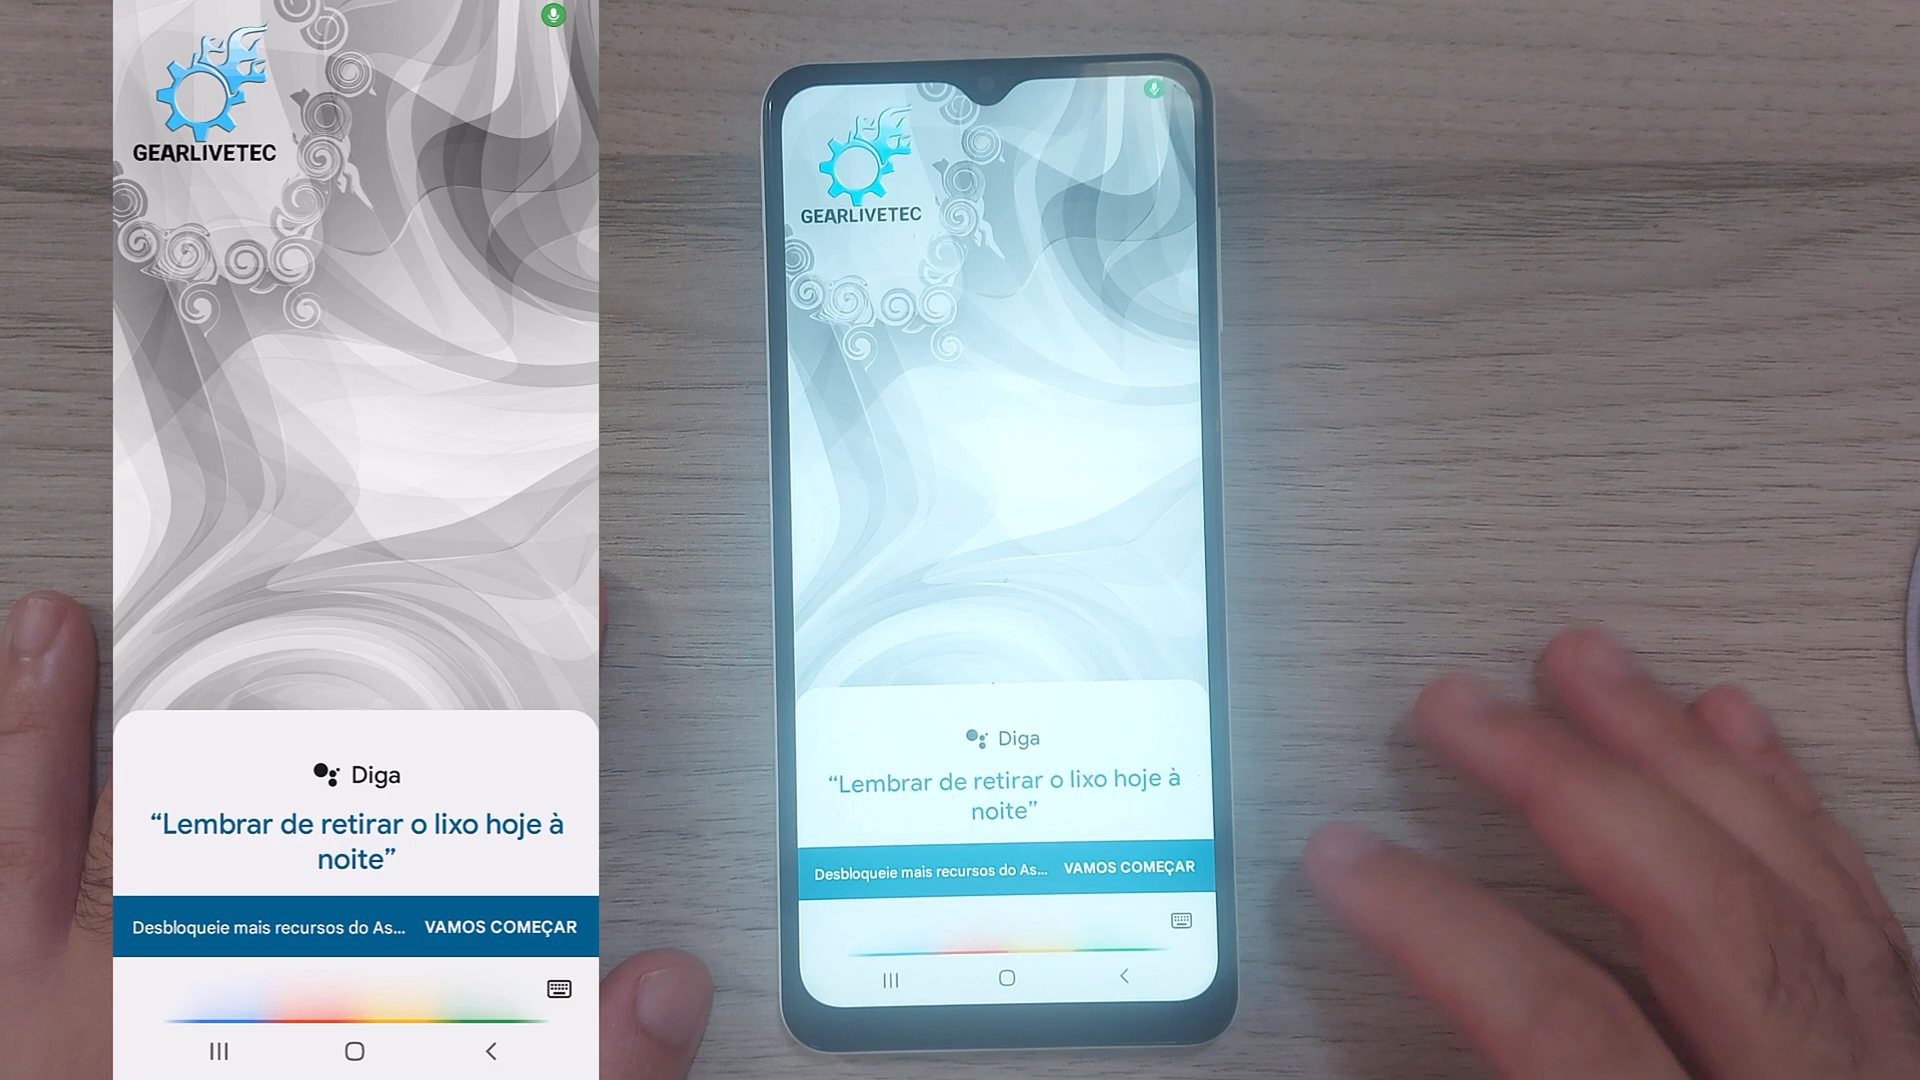 GEARLIVETEC
Diga
“Lembrar de retirar o lixo hoje à
noite”
Desbloqueie mais recursos do As... VAMOS COMEÇAR
GEARLIVETEC
Diga
“Lembrar de retirar o lixo hoje à
noite”
Desbloqueie mais recursos do As... VAMOS COMEÇAR